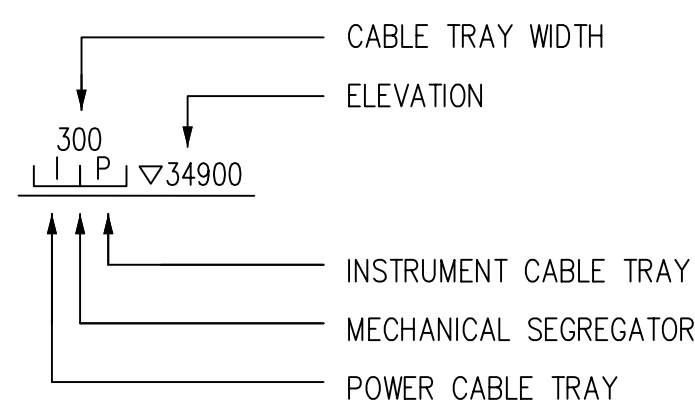 CABLE TRAY WIDTH
ELEVATION
300
I P ▽34900
INSTRUMENT CABLE TRAY
MECHANICAL SEGREGATOR
POWER CABLE TRAY